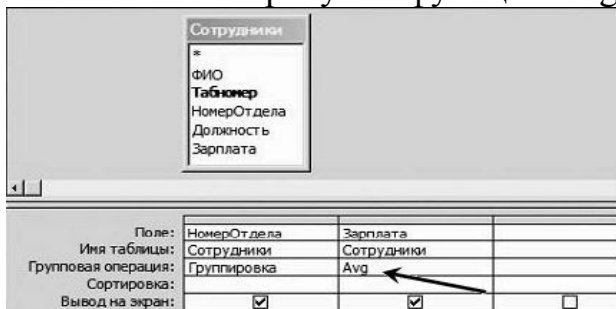 Сотрудники
*
ФИО
Табномер
НомерОтдела
Должность
Зарплата
Поле: НомерОтдела Зарплата
Имя таблицы: Сотрудники Сотрудники
Групповая операция: Группировка Avg
Сортировка:
Вывод на экран: